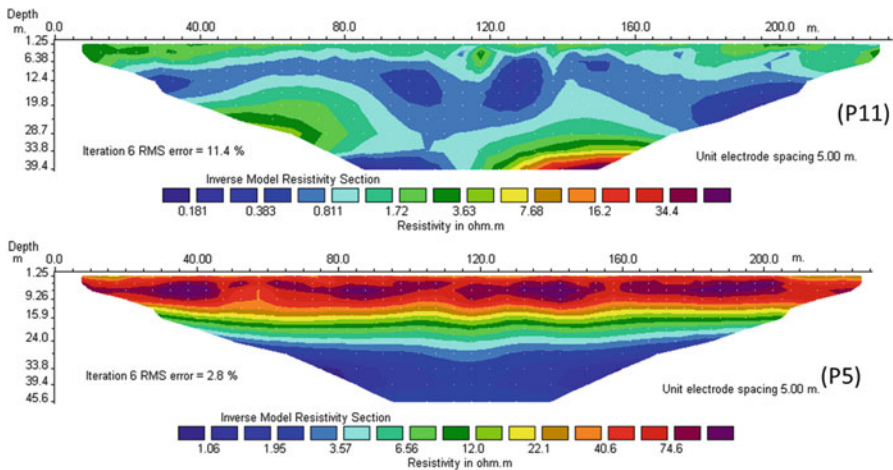 Depth
m.
1.25 0.0 40.00 80.00 120.0 160.0 200.0 m.
6.38
12.4
19.8
28.7
33.8
39.4
(P11)
Iteration 6 RMS error = 11.4 %
Unit electrode spacing 5.00 m.
Inverse Model Resistivity Section
0.181 0.383 0.811 1.72 3.63 7.68 16.2 34.4
Resistivity in ohm.m
Depth
m.
1.25 0.0 40.00 80.00 120.0 160.0 200.0 m.
9.26
15.9
24.0
33.8
39.4
45.6
(P5)
Iteration 6 RMS error = 2.8 %
Unit electrode spacing 5.00 m.
Inverse Model Resistivity Section
1.06 1.95 3.57 6.56 12.0 22.1 40.6 74.6
Resistivity in ohm.m